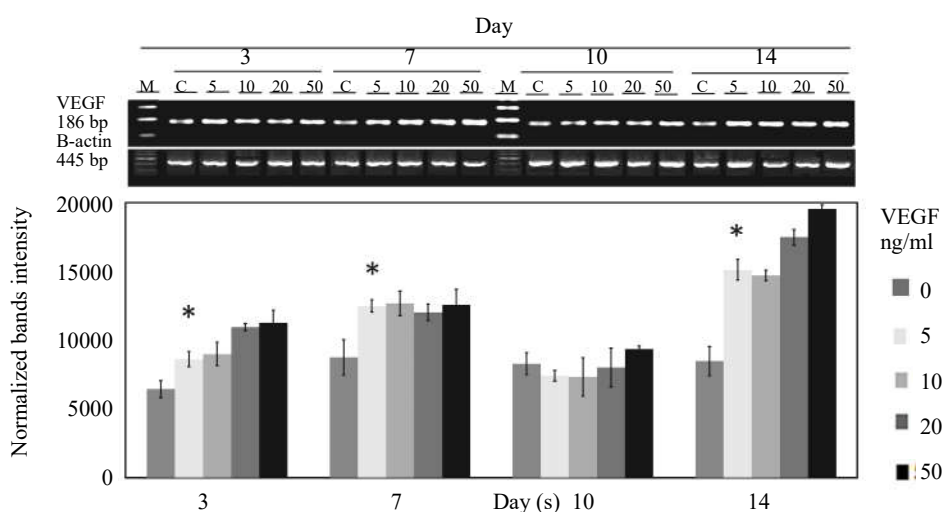 Day
3 7 10 14
M C 5 10 20 50 C 5 10 20 50 M C 5 10 20 50 C 5 10 20 50
VEGF
186 bp
B-actin
445 bp
Normalized bands intensity
20000
15000
10000
5000
0
* * *
3 7 Day (s) 10 14
VEGF
ng/ml
0
5
10
20
50